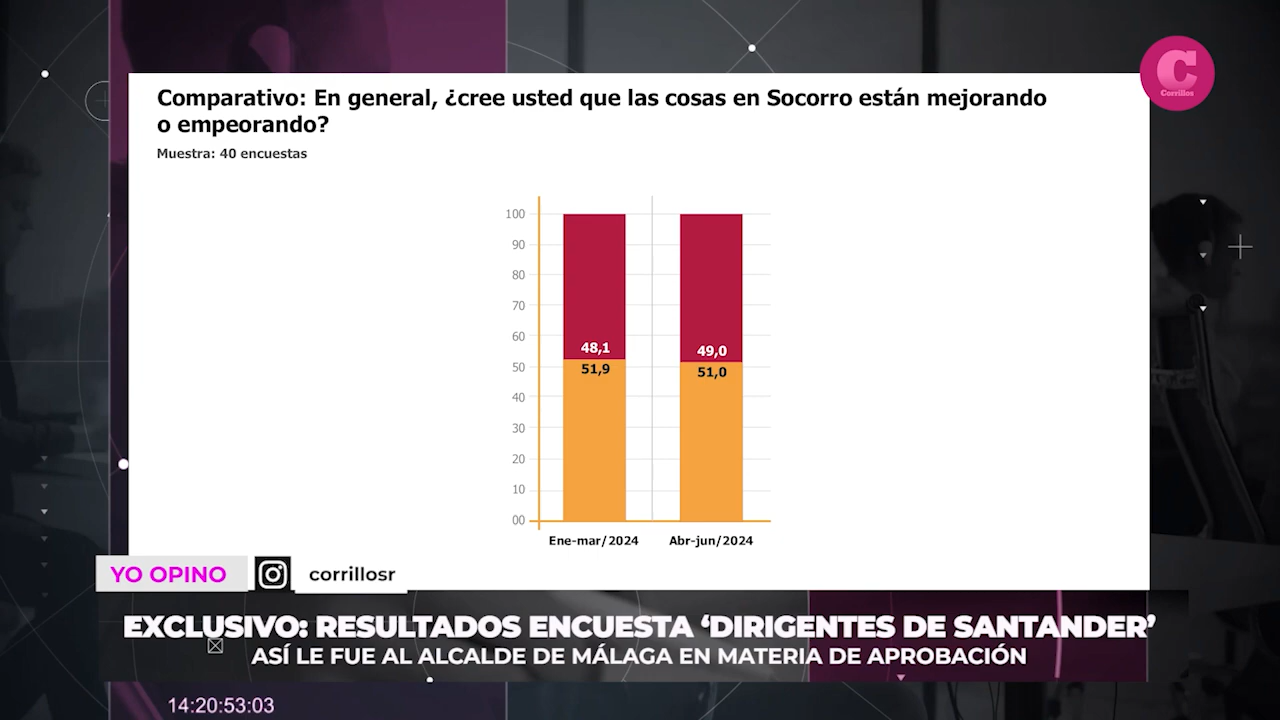 C
Corrillos
Comparativo: En general, ¿cree usted que las cosas en Socorro están mejorando
o empeorando?
Muestra: 40 encuestas
100
90
80
70
60
50
40
30
20
10
00
48,1
51,9
49,0
51,0
Ene-mar/2024 Abr-jun/2024
YO OPINO corrillosr
EXCLUSIVO: RESULTADOS ENCUESTA ‘DIRIGENTES DE SANTANDER’
ASÍ LE FUE AL ALCALDE DE MÁLAGA EN MATERIA DE APROBACIÓN
14:20:53:03